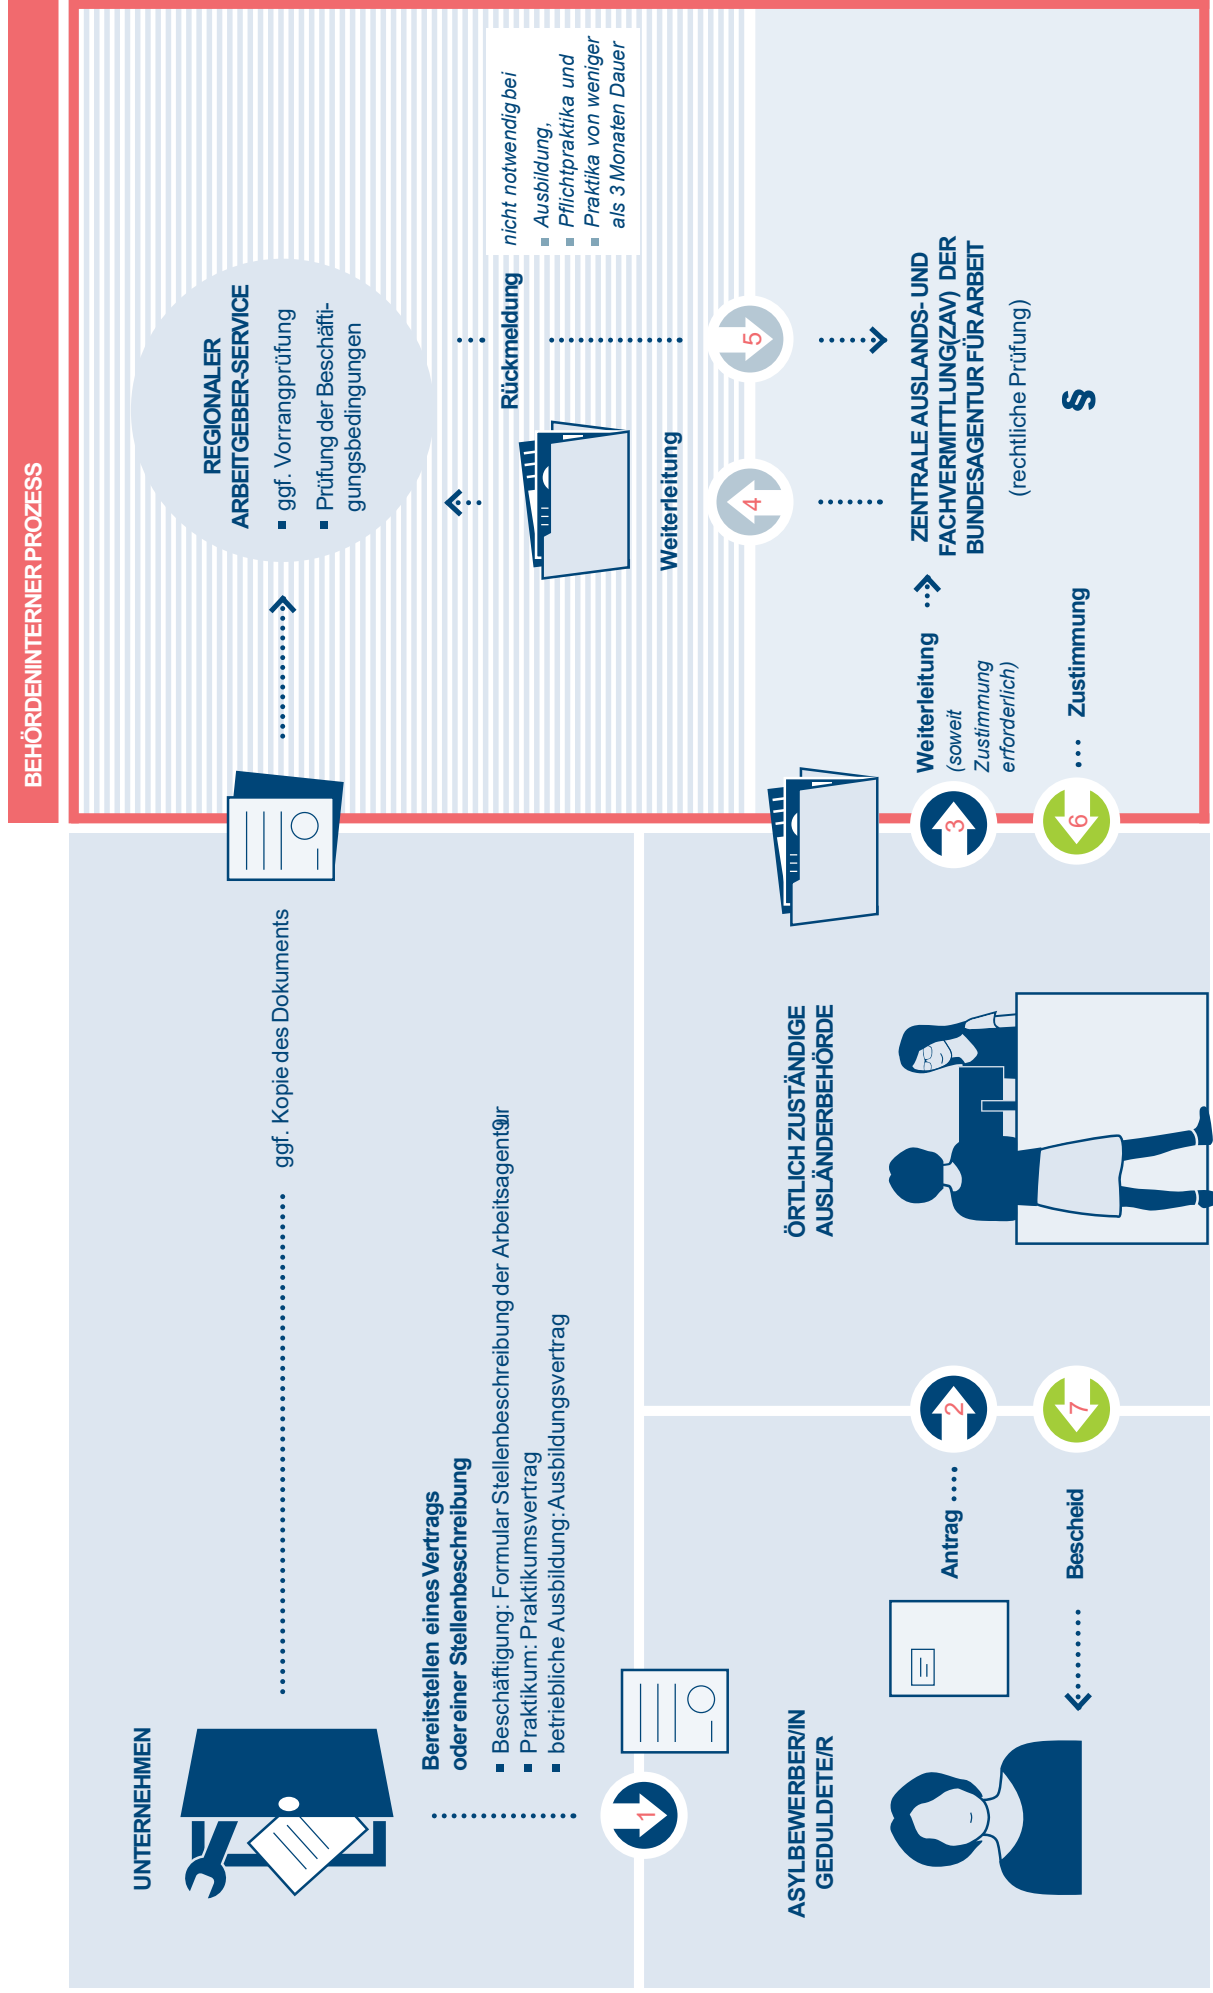 BEHÖRDENINTERNER PROZESS
UNTERNEHMEN
ggf. Kopie des Dokuments
REGIONALER
ARBEITGEBER-SERVICE
▪ ggf. Vorrangprüfung
▪ Prüfung der Beschäfti-
gungsbedingungen
Bereitstellen eines Vertrags
oder einer Stellenbeschreibung
▪ Beschäftigung: Formular Stellenbeschreibung der Arbeitsagentur9
▪ Praktikum: Praktikumsvertrag
▪ betriebliche Ausbildung: Ausbildungsvertrag
1
Rückmeldung
nicht notwendig bei
▪ Ausbildung,
▪ Pflichtpraktika und
▪ Praktika von weniger
als 3 Monaten Dauer
Weiterleitung
4
5
ASYLBEWERBER/IN
GEDULDETE/R
Antrag
2
Bescheid
7
ÖRTLICH ZUSTÄNDIGE
AUSLÄNDERBEHÖRDE
3
Weiterleitung
(soweit
Zustimmung
erforderlich)
6
Zustimmung
ZENTRALE AUSLANDS- UND
FACHVERMITTLUNG(ZAV) DER
BUNDESAGENTUR FÜR ARBEIT
(rechtliche Prüfung)
§